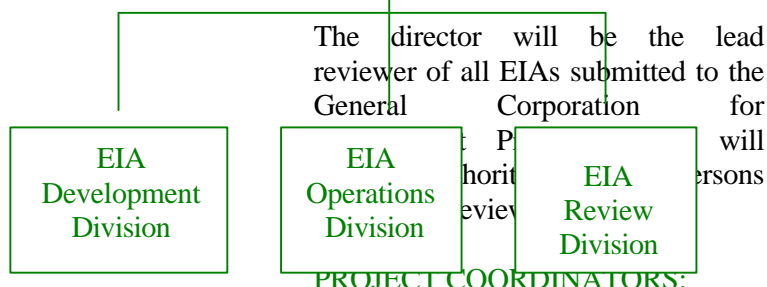 The director will be the lead
reviewer of all EIAs submitted to the
General Corporation for
will
EIA
Development
Division
EIA
Operations
Division
EIA
Review
Division
PROJECT COORDINATORS: